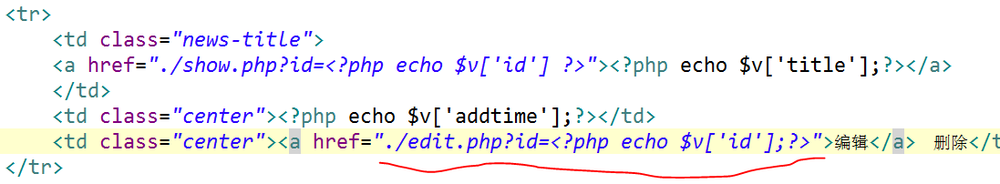 <tr>
<td class="news-title">
<a href="./show.php?id=<?php echo $v['id'] ?>"><?php echo $v['title'];?></a>
</td>
<td class="center"><?php echo $v['addtime'];?></td>
<td class="center"><a href="./edit.php?id=<?php echo $v['id'];?>">编辑</a> 删除</t
</tr>